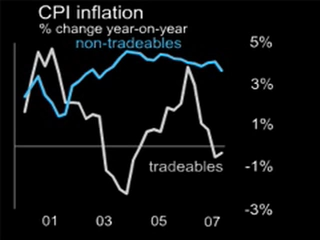 CPI inflation
% change year-on-year
non-tradeables
5%
3%
1%
tradeables
-1%
-3%
01 03 05 07